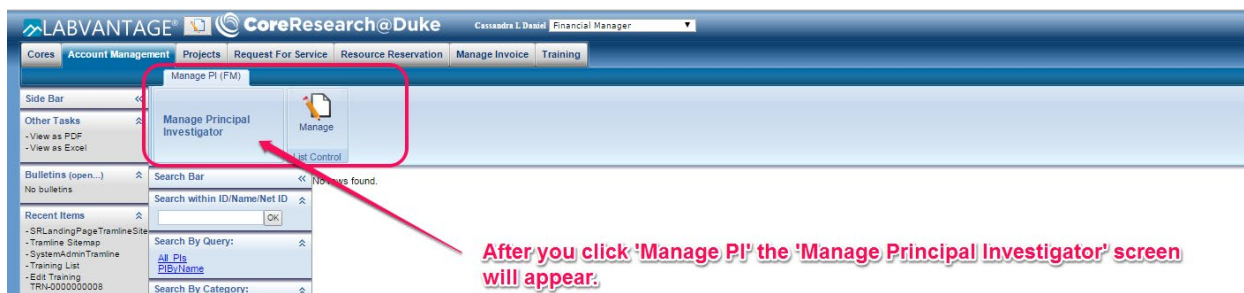 LABVANTAGE® CoreResearch@Duke Cassandra L Daniel Financial Manager
Cores Account Management Projects Request For Service Resource Reservation Manage Invoice Training
Manage PI (FM)
Side Bar
Other Tasks
-View as PDF
-View as Excel
Manage Principal
Investigator
Manage
List Control
Bulletins (open...)
No bulletins
Recent Items
-SRLandingPageTramlineSite
-Tramline Sitemap
-SystemAdminTramline
-Training List
-Edit Training
TRN-0000000008
Search Bar
Search within ID/Name/Net ID
OK
Search By Query:
All PIs
PIByName
Search By Category:
No rows found.
After you click 'Manage PI' the 'Manage Principal Investigator' screen
will appear.